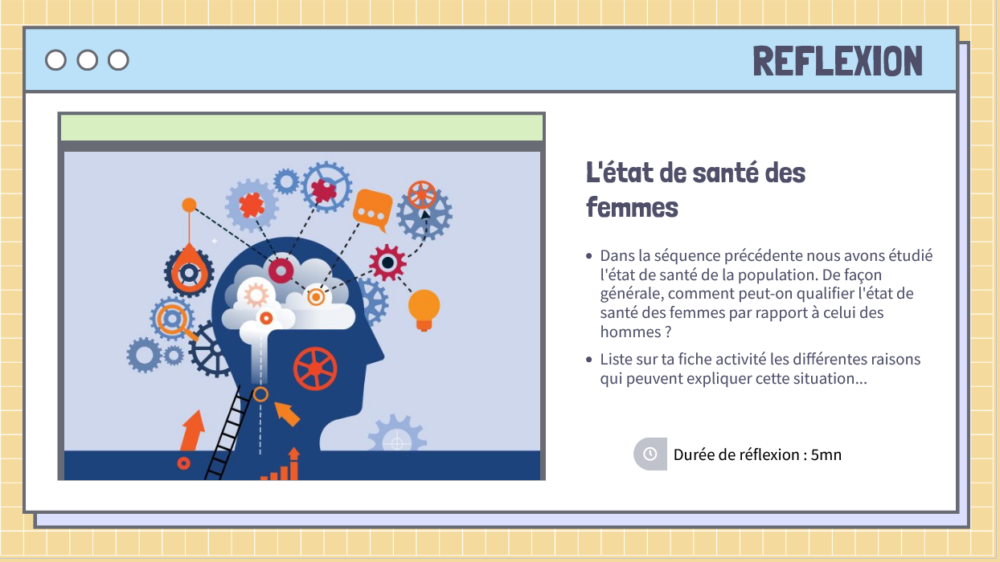 REFLEXION
L'état de santé des
femmes
• Dans la séquence précédente nous avons étudié
l'état de santé de la population. De façon
générale, comment peut-on qualifier l'état de
santé des femmes par rapport à celui des
hommes ?
• Liste sur ta fiche activité les différentes raisons
qui peuvent expliquer cette situation...
Durée de réflexion : 5mn